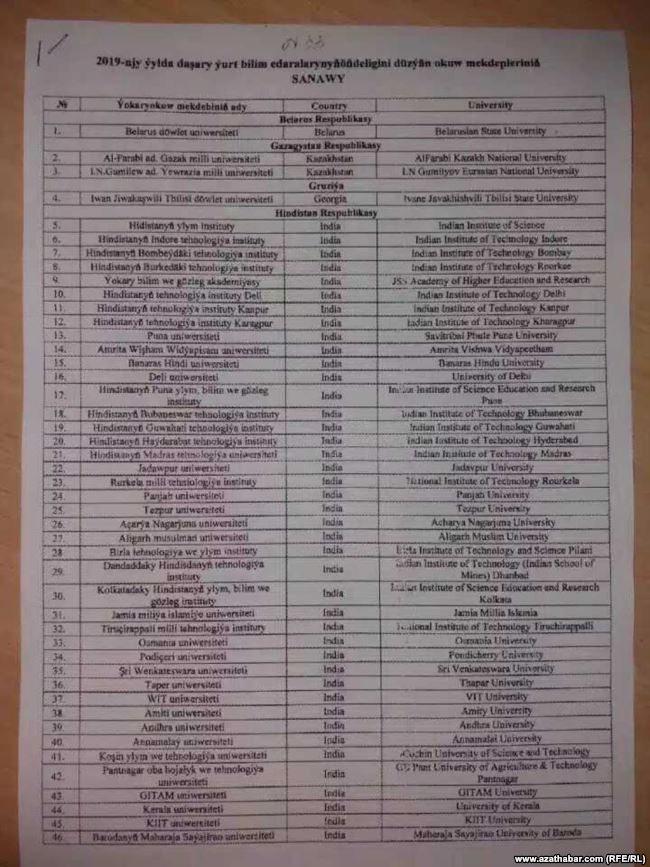 2019-njy ýylda daşary ýurt bilim edaralarynyňöňdeligini düzýän okuw mekdepleriniň
SANAWY
№ Ýokaryokuw mekdebiniň ady Country University
Belarus Respublikasy
1. Belarus döwlet uniwersiteti Belarus Belarusian State University
Gazagystan Respublikasy
2. Al-Farabi ad. Gazak milli uniwersiteti Kazakhstan AlFarabi Kazakh National University
3. L.N.Gumilew ad. Ýewrazia milli uniwersiteti Kazakhstan L.N Gumilyov Eurasian National University
Gruziýa
4. Iwan Jiwakaşwili Tbilisi döwlet uniwersiteti Georgia Ivane Javakhishvili Tbilisi State University
Hindistan Respublikasy
5. Hidistanyň ylym instituty India Indian Institute of Science
6. Hindistanyň Indore tehnologiýa instituty India Indian Institute of Technology Indore
7. Hindistanyň Bombeýdäki tehnologiýa instituty India Indian Institute of Technology Bombay
8. Hindistanyň Rurkedäki tehnologiýa instituty India Indian Institute of Technology Roorkee
9. Ýokary bilim we gözleg akademiýasy India JSS Academy of Higher Education and Research
10. Hindistanyň tehnologiýa instituty Deli India Indian Institute of Technology Delhi
11. Hindistanyň tehnologiýa instituty Kanpur India Indian Institute of Technology Kanpur
12. Hindistanyň tehnologiýa instituty Karagpur India Indian Institute of Technology Kharagpur
13. Puna uniwersiteti India Savitribai Phule Pune University
14. Amrita Wişham Widýapisam uniwersiteti India Amrita Vishwa Vidyapeetham
15. Banaras Hindi uniwersiteti India Banaras Hindu University
16. Deli uniwersiteti India University of Delhi
17. Hindistanyň Puna ylym, bilim we gözleg
instituty India Indian Institute of Science Education and Research
Pune
18. Hindistanyň Bubaneswar tehnologiýa instituty India Indian Institute of Technology Bhubaneswar
19. Hindistanyň Guwahati tehnologiýa instituty India Indian Institute of Technology Guwahati
20. Hindistanyň Haýderabat tehnologiýa instituty India Indian Institute of Technology Hyderabad
21. Hindistanyň Madras tehnologiýa uniwersiteti India Indian Institute of Technology Madras
22. Jadawpur uniwersiteti India Jadavpur University
23. Rurkela milli tehniologiýa instituty India National Institute of Technology Rourkela
24. Panjab uniwersiteti India Panjab University
25. Tezpur uniwersiteti India Tezpur University
26. Açarýa Nagarjuna uniwersiteti India Acharya Nagarjuna University
27. Aligarh musulman uniwersiteti India Aligarh Muslim University
28. Birla tehnologiýa we ylym instituty India Birla Institute of Technology and Science Pilani
29. Dandaddaky Hindisdanyň tehnologiýa
instituty India Indian Institute of Technology (Indian School of
Mines) Dhanbad
30. Kolkatadaky Hindistanyň ylym, bilim we
gözleg instituty India Indian Institute of Science Education and Research
Kolkata
31. Jamia miliýa islamiýe uniwersiteti India Jamia Millia Islamia
32. Tiruçirappali milli tehnologiýa instituty India National Institute of Technology Tiruchirappalli
33. Osmania uniwersiteti India Osmania University
34. Podiçeri uniwersiteti India Pondicherry University
35. Şri Wenkateswara uniwersiteti India Sri Venkateswara University
36. Taper uniwersiteti India Thapar University
37. WIT uniwersiteti India VIT University
38. Amiti uniwersiteti India Amity University
39. Andhra uniwersiteti India Andhra University
40. Annamalaý uniwersiteti India Annamalai University
41. Koşin ylym we tehnologiýa uniwersiteti India Cochin University of Science and Technology
42. Pantnagar oba hojalyk we tehnologiýa
uniwersiteti India GB Pant University of Agriculture & Technology
Pantnagar
43. GITAM uniwersiteti India GITAM University
44. Kerala uniwersiteti India University of Kerala
45. KIIT uniwersiteti India KIIT University
46. Barodanyň Maharaja Saýajirao uniwersiteti India Maharaja Sayajirao University of Baroda
www.azathabar.com (RFE/RL)